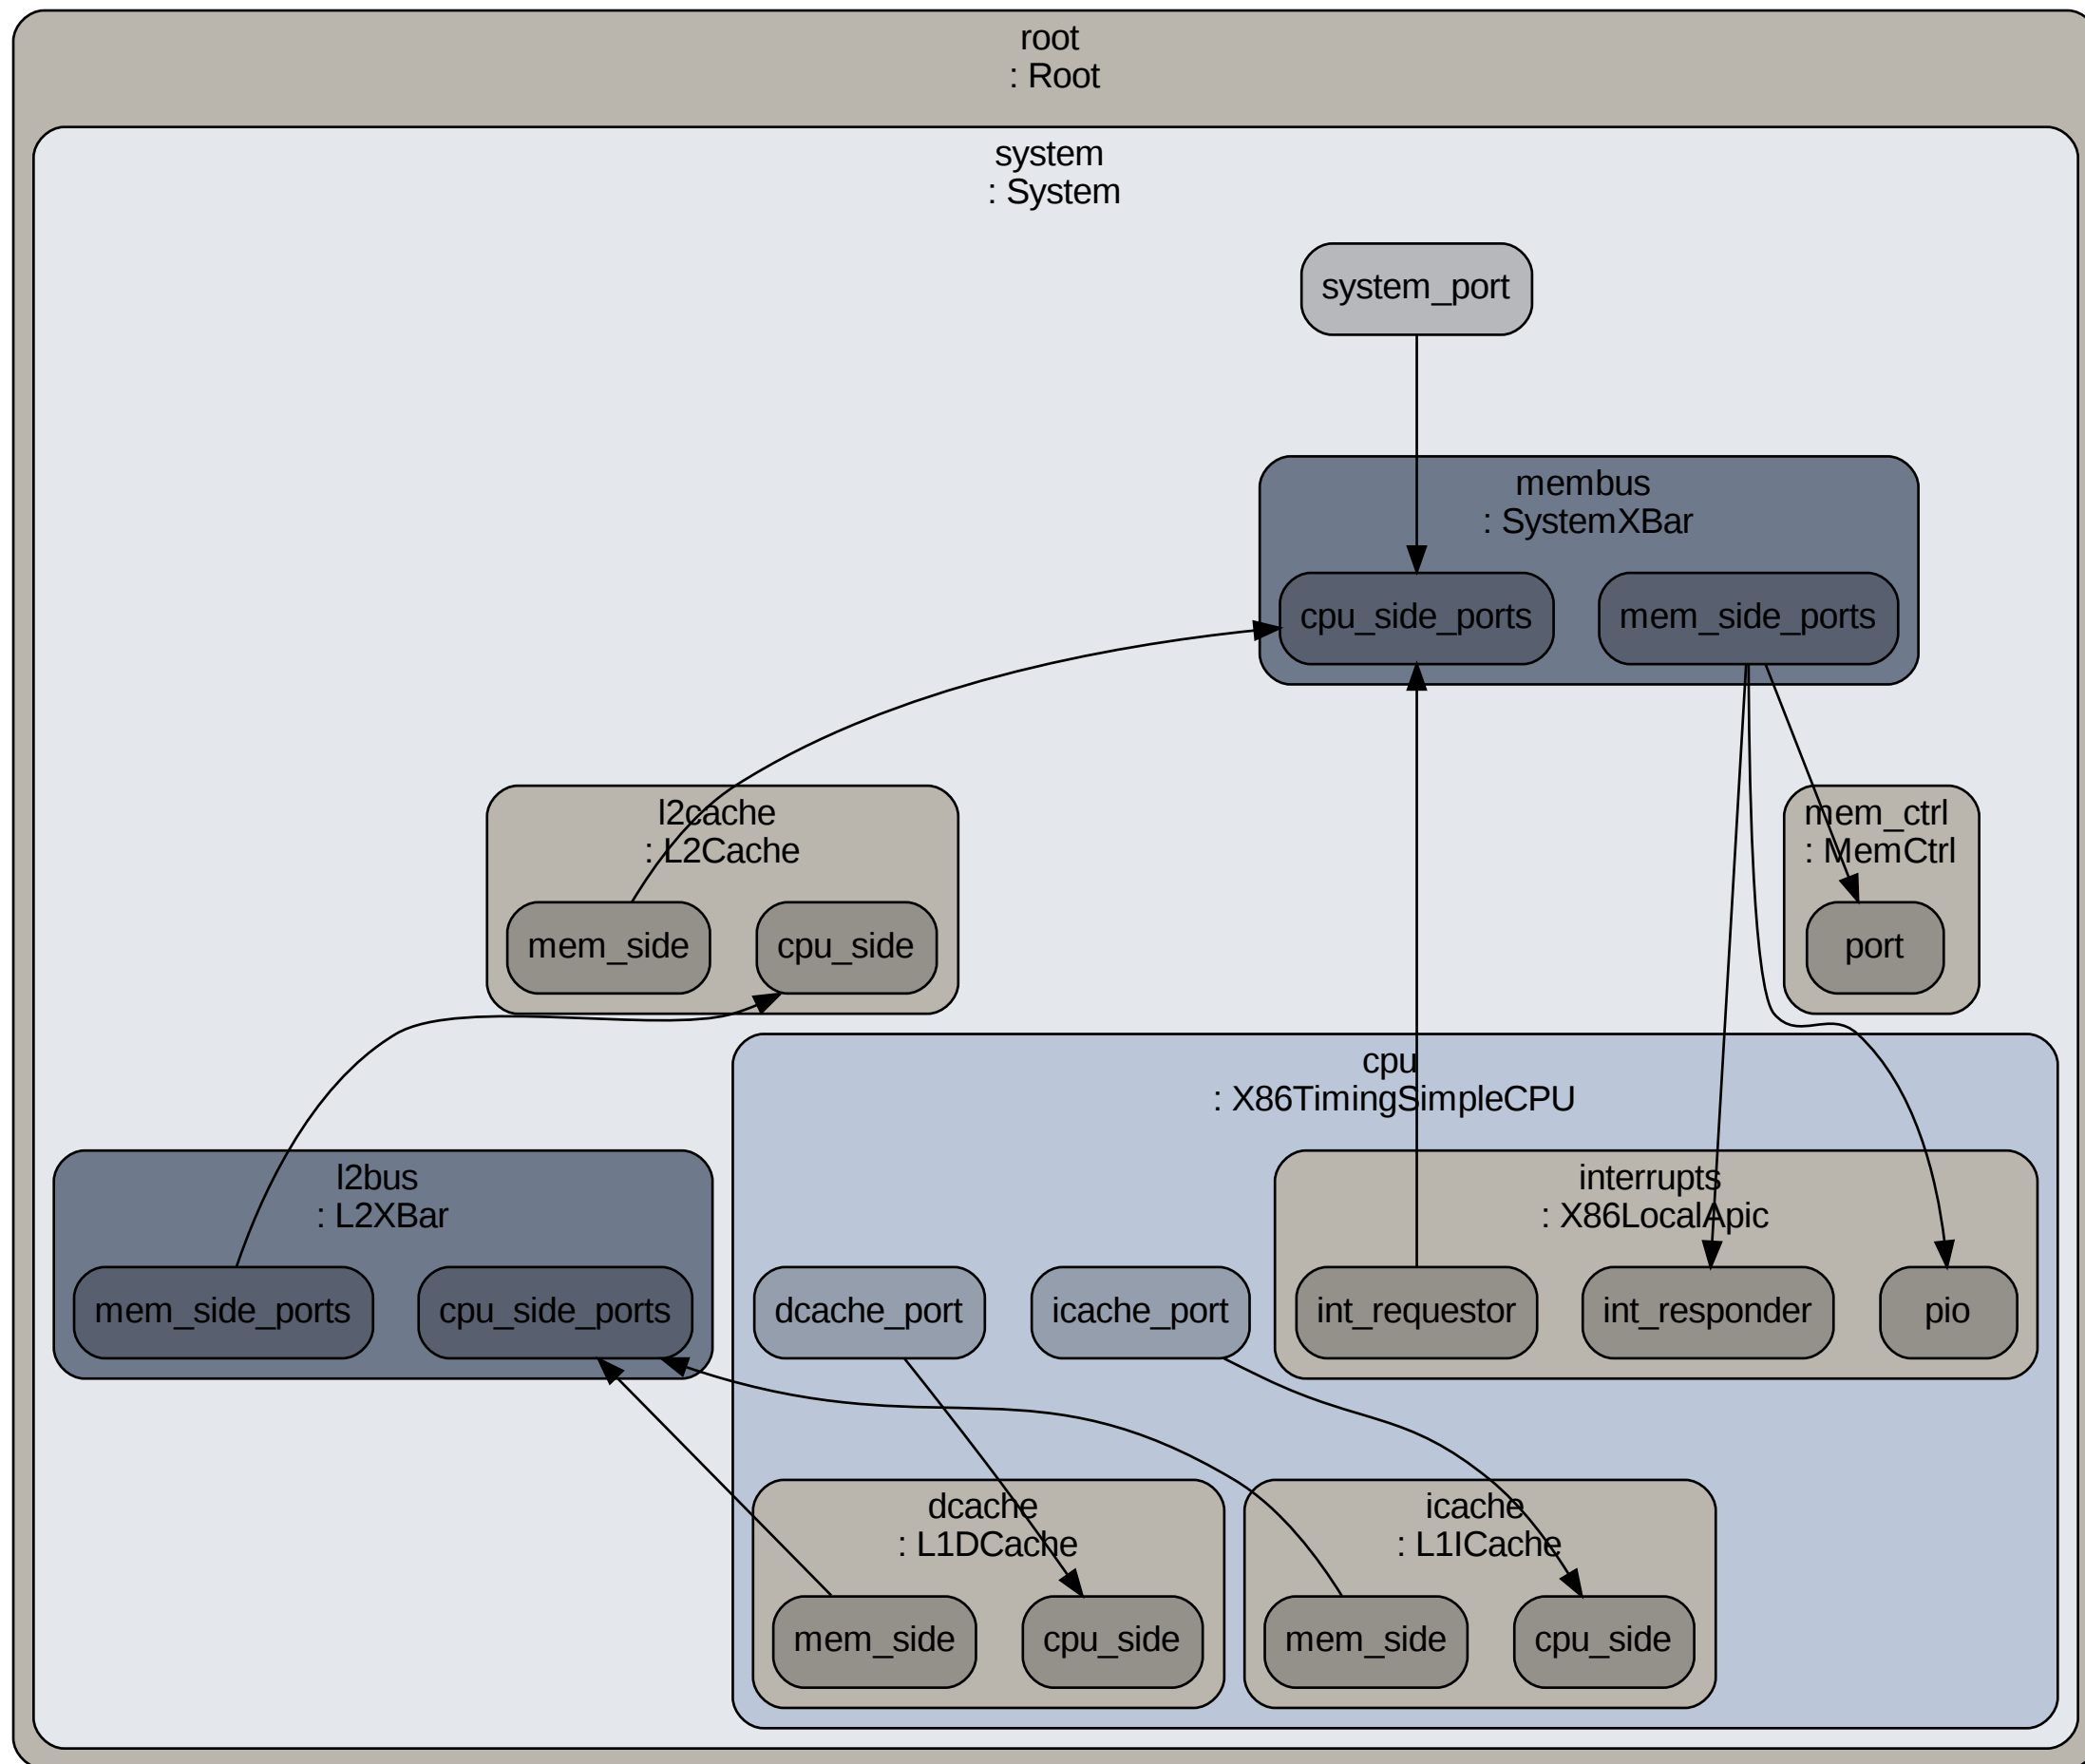 root
: Root
system
: System
system_port
membus
: SystemXBar
cpu_side_ports
mem_side_ports
l2cache
: L2Cache
mem_side
cpu_side
mem_ctrl
: MemCtrl
port
cpu
: X86TimingSimpleCPU
l2bus
: L2XBar
mem_side_ports
cpu_side_ports
dcache_port
icache_port
interrupts
: X86LocalApic
int_requestor
int_responder
pio
dcache
: L1DCache
mem_side
cpu_side
icache
: L1ICache
mem_side
cpu_side